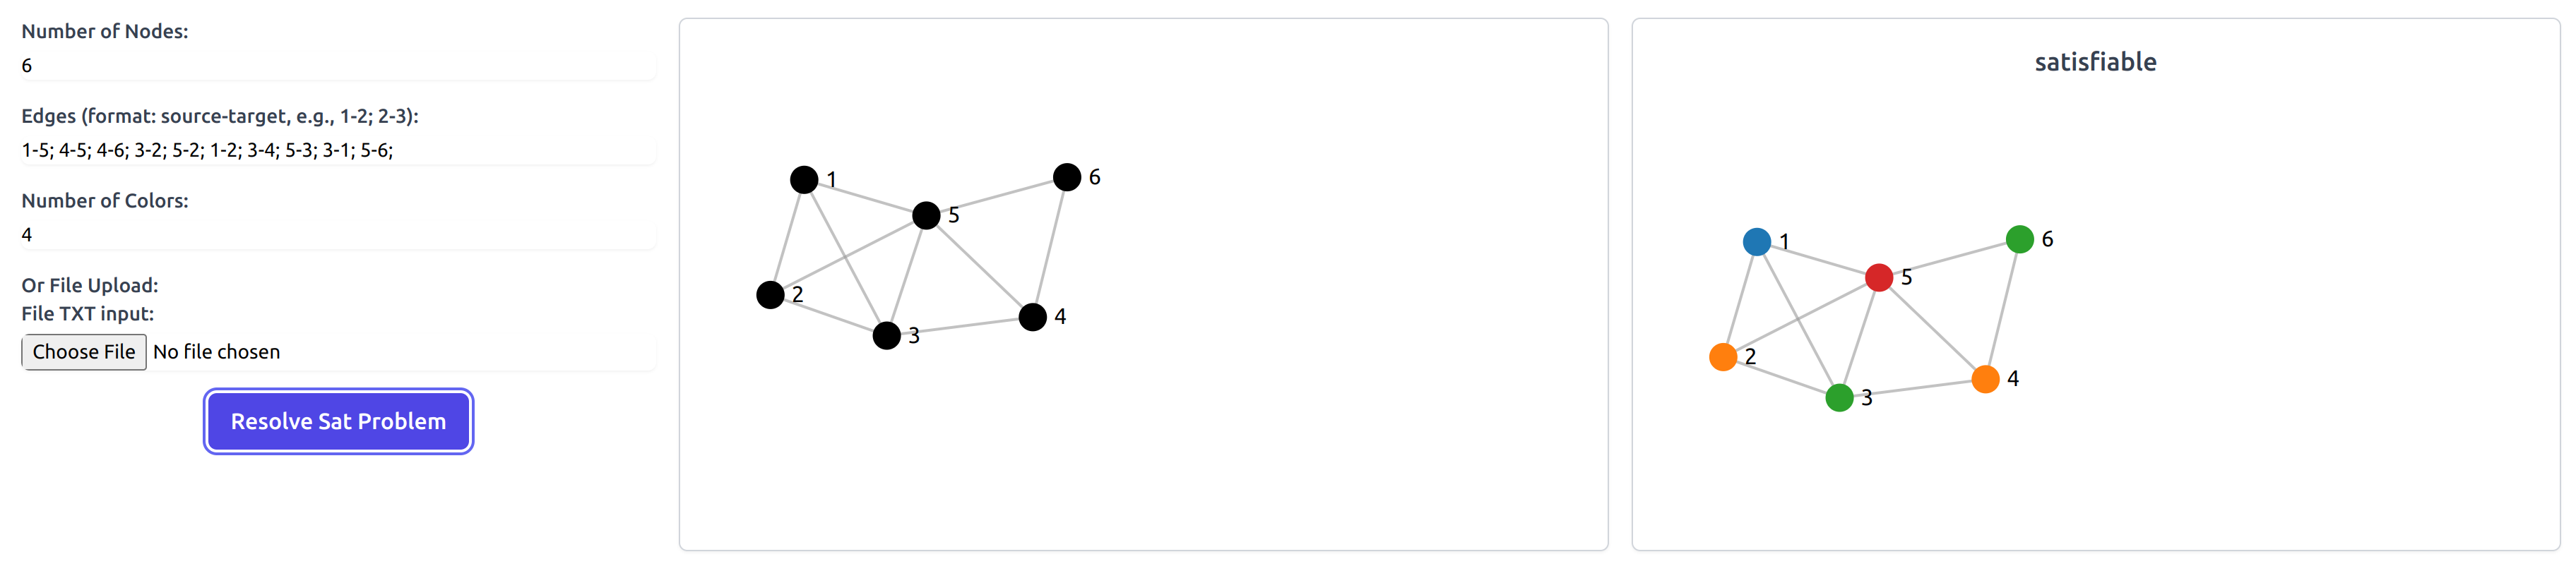 Number of Nodes:
6
Edges (format: source-target, e.g., 1-2; 2-3):
1-5; 4-5; 4-6; 3-2; 5-2; 1-2; 3-4; 5-3; 3-1; 5-6;
Number of Colors:
4
Or File Upload:
File TXT input:
Choose File No file chosen
Resolve Sat Problem
1
6
5
2
4
3
satisfiable
1
6
5
2
4
3